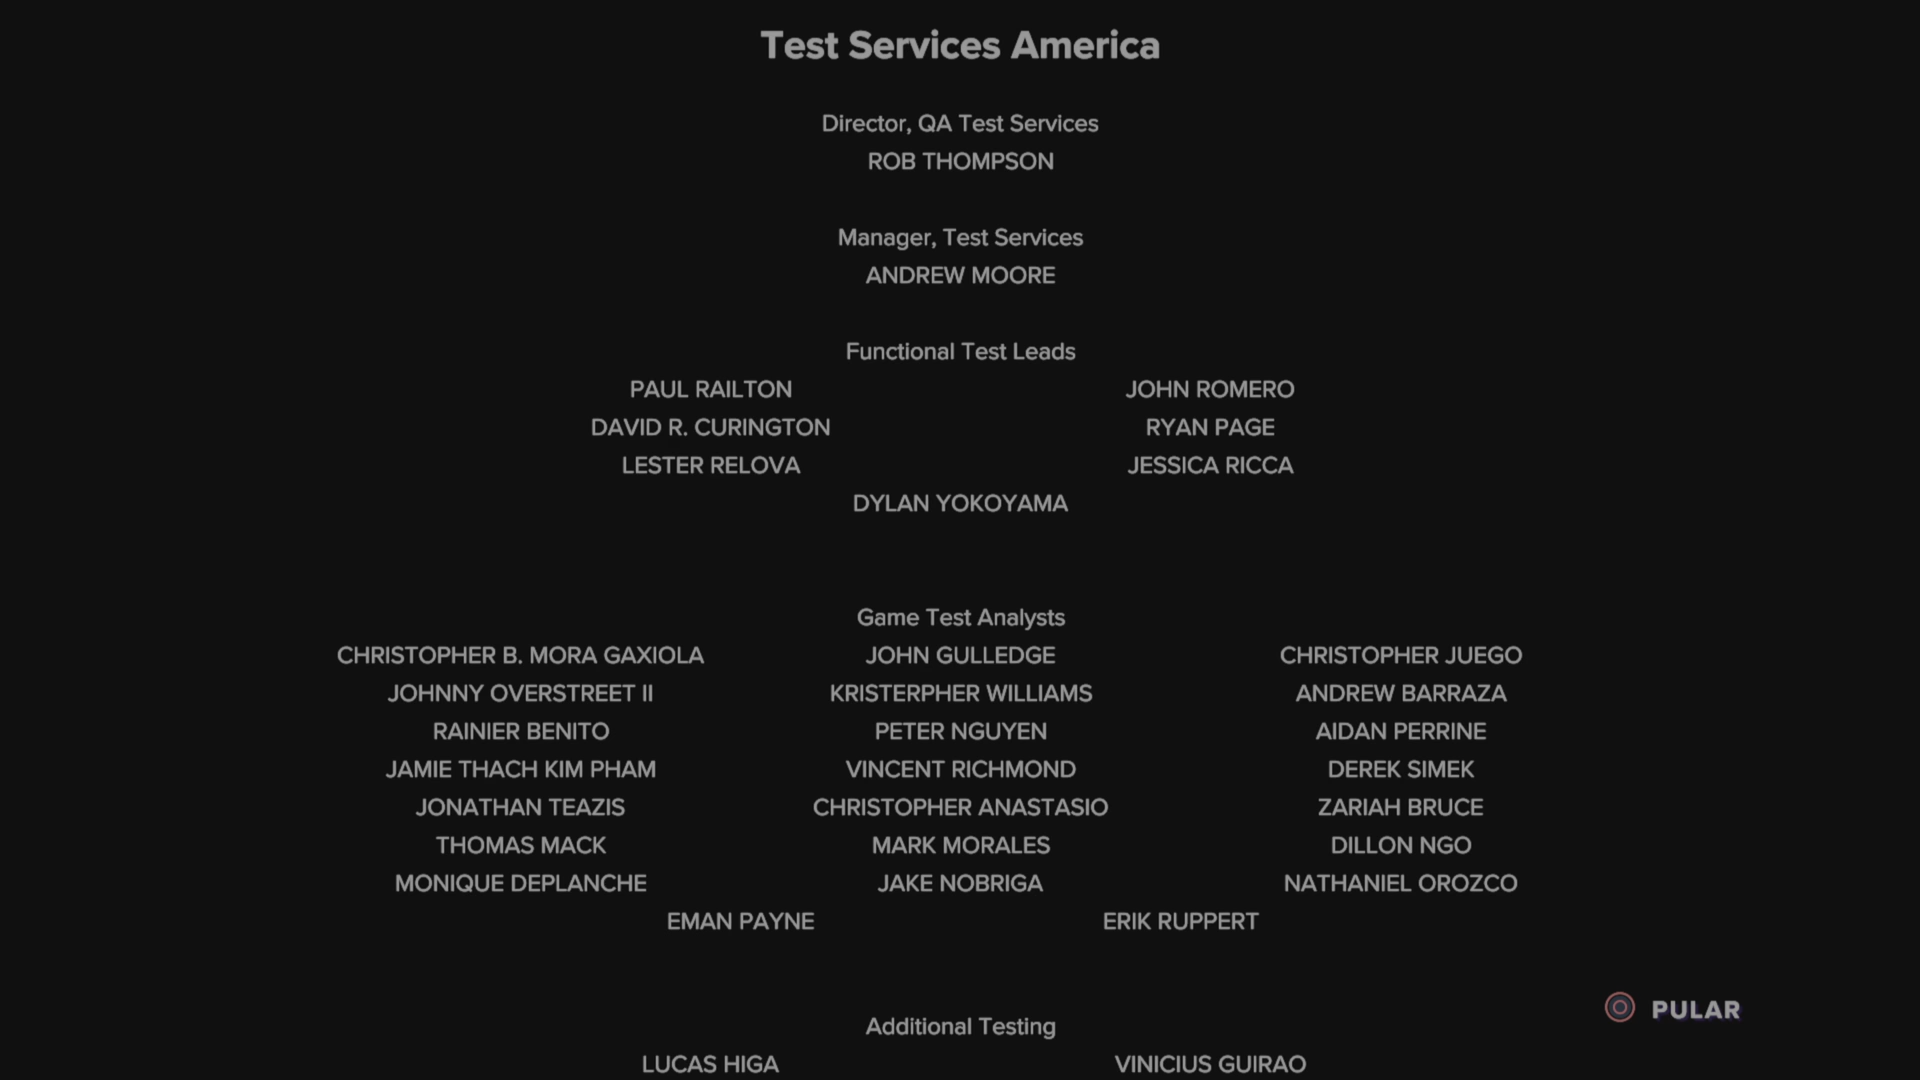 Test Services America
Director, QA Test Services
ROB THOMPSON
Manager, Test Services
ANDREW MOORE
Functional Test Leads
PAUL RAILTON JOHN ROMERO
DAVID R. CURINGTON RYAN PAGE
LESTER RELOVA JESSICA RICCA
DYLAN YOKOYAMA
Game Test Analysts
CHRISTOPHER B. MORA GAXIOLA JOHN GULLEDGE CHRISTOPHER JUEGO
JOHNNY OVERSTREET II KRISTERPHER WILLIAMS ANDREW BARRAZA
RAINIER BENITO PETER NGUYEN AIDAN PERRINE
JAMIE THACH KIM PHAM VINCENT RICHMOND DEREK SIMEK
JONATHAN TEAZIS CHRISTOPHER ANASTASIO ZARIAH BRUCE
THOMAS MACK MARK MORALES DILLON NGO
MONIQUE DEPLANCHE JAKE NOBRIGA NATHANIEL OROZCO
EMAN PAYNE ERIK RUPPERT
PULAR
Additional Testing
LUCAS HIGA VINICIUS GUIRAO